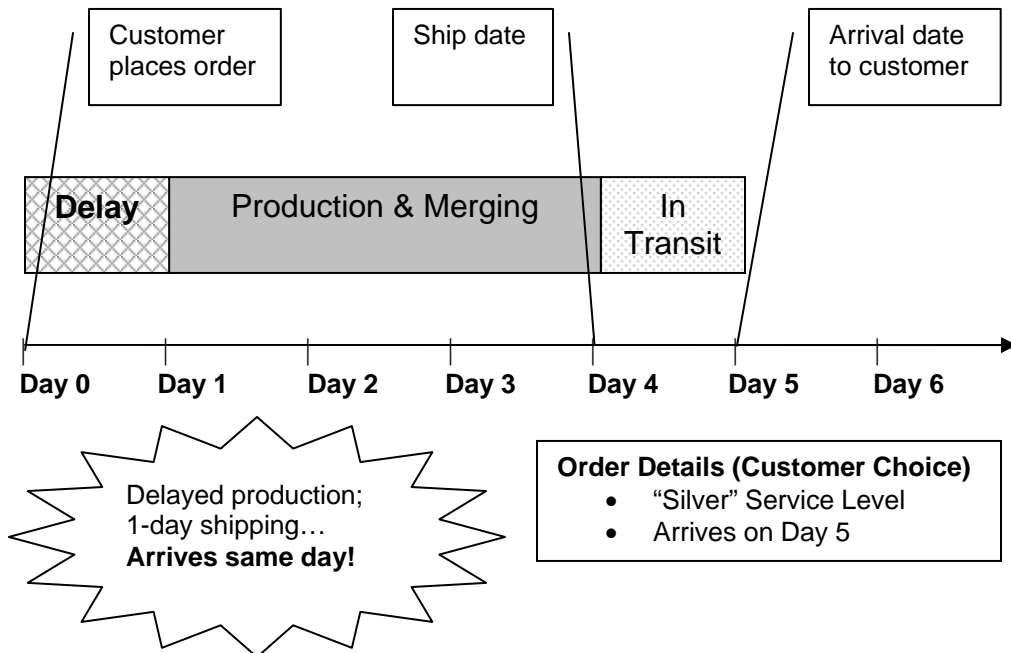 Customer
places order
Ship date
Arrival date
to customer
Delay
Production & Merging
In
Transit
Day 0
Day 1
Day 2
Day 3
Day 4
Day 5
Day 6
Delayed production;
1-day shipping…
Arrives same day!
Order Details (Customer Choice)
• “Silver” Service Level
• Arrives on Day 5